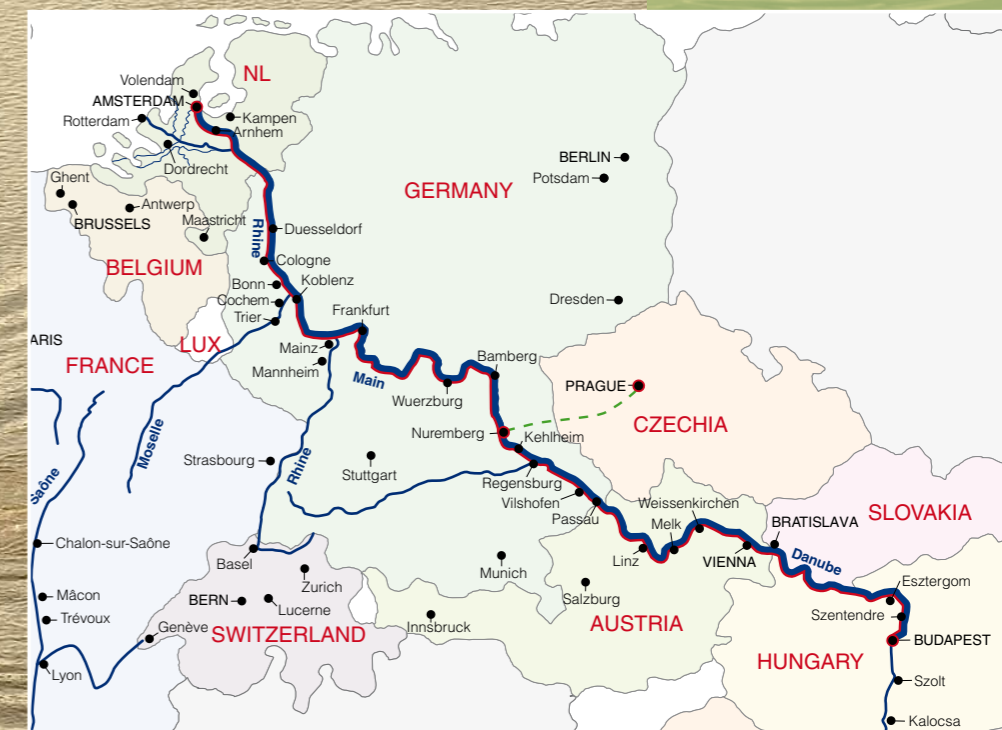 NL
Volendam
AMSTERDAM
Kampen
Rotterdam
Arnhem
Dordrecht
BERLIN
Potsdam
GERMANY
Ghent
Antwerp
BRUSSELS
Maastricht
Duesseldorf
Rhine
BELGIUM
Cologne
Bonn
Koblenz
Cochem
Trier
Frankfurt
Dresden
ARIS
LUX
Mainz
Mannheim
FRANCE
Main
Bamberg
Wuerzburg
PRAGUE
CZECHIA
Nuremberg
Kehlheim
Moselle
Strasbourg
Rhine
Stuttgart
Regensburg
Saône
Vilshofen
Passau
Weissenkirchen
Melk
SLOVAKIA
BRATISLAVA
Chalon-sur-Saône
Basel
Linz
VIENNA
Danube
Munich
Zurich
Esztergom
Mâcon
BERN
Lucerne
Salzburg
Szentendre
Trévoux
Genève
SWITZERLAND
Innsbruck
AUSTRIA
BUDAPEST
HUNGARY
Lyon
Szolt
Kalocsa